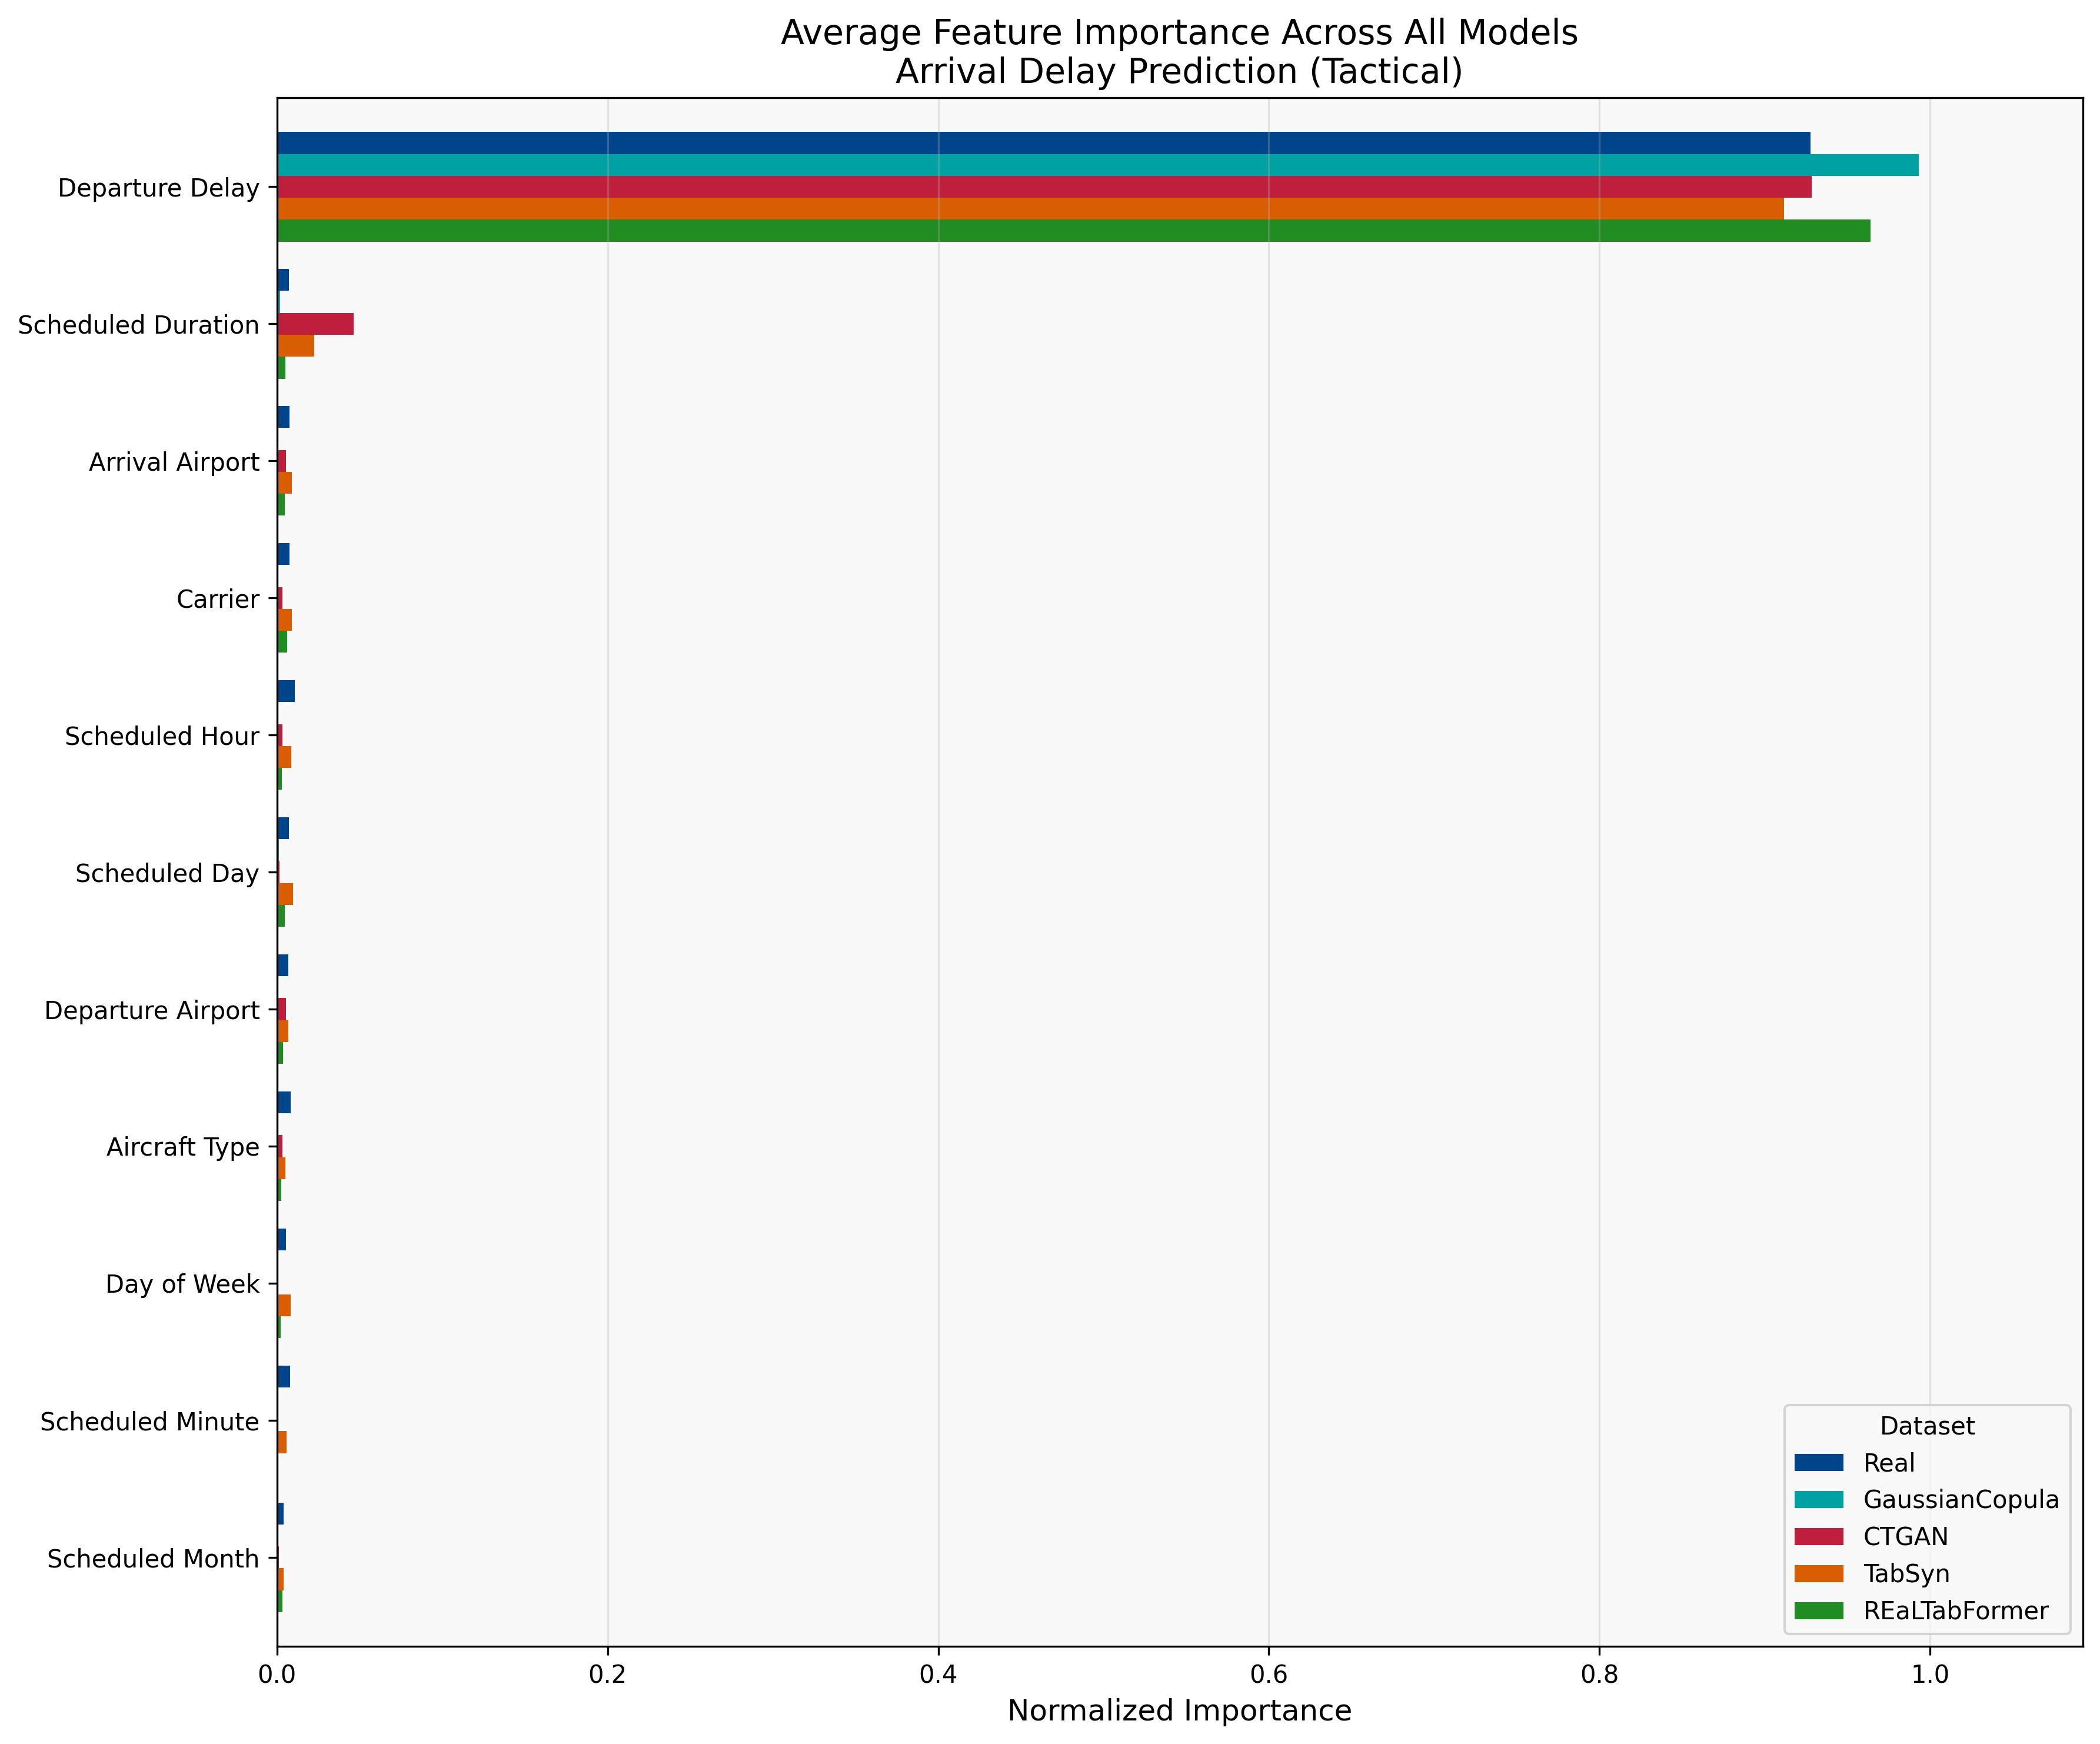 Average Feature Importance Across All Models
Arrival Delay Prediction (Tactical)
Departure Delay
Scheduled Duration
Arrival Airport
Carrier
Scheduled Hour
Scheduled Day
Departure Airport
Aircraft Type
Day of Week
Scheduled Minute
Scheduled Month
Dataset
Real
GaussianCopula
CTGAN
TabSyn
REaLTabFormer
0.0 0.2 0.4 0.6 0.8 1.0
Normalized Importance